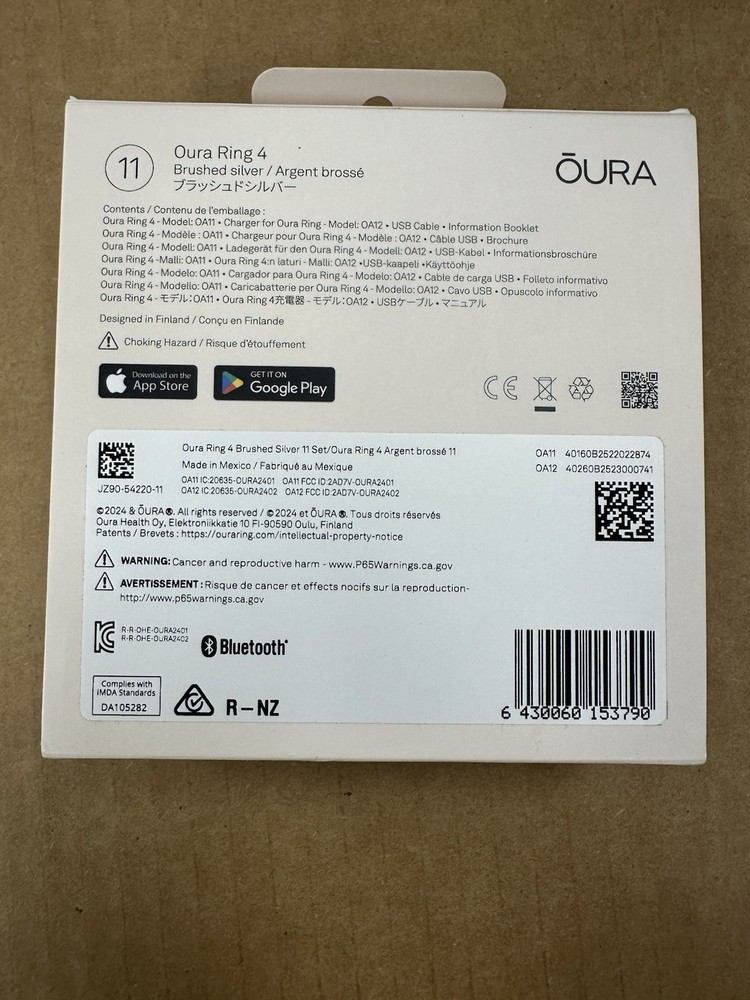 11
Oura Ring 4
Brushed silver / Argent brossé
ブラッシュドシルバー
ŌURA
Contents / Contenu de l'emballage :
Oura Ring 4 - Model: OA11 • Charger for Oura Ring - Model: OA12 • USB Cable • Information Booklet
Oura Ring 4 - Modèle : OA11 • Chargeur pour Oura Ring 4 - Modèle : OA12 • Câble USB • Brochure
Oura Ring 4 - Modell: OA11 • Ladegerät für den Oura Ring 4 - Modell: OA12 • USB-Kabel • Informationsbroschüre
Oura Ring 4-Malli: OA11 • Oura Ring 4:n laturi - Malli: OA12 •USB-kaapeli •Käyttöohje
Oura Ring 4 - Modelo: OA11 • Cargador para Oura Ring 4 - Modelo: OA12 • Cable de carga USB • Folleto informativo
Oura Ring 4 - Modello: OA11 • Caricabatterie per Oura Ring 4 - Modello: OA12 • Cavo USB • Opuscolo informativo
Oura Ring 4 - モデル:OA11 • Oura Ring 4充電器 - モデル:OA12 • USBケーブル • マニュアル
Designed in Finland / Conçu en Finlande
Choking Hazard / Risque d'étouffement
Download on the
App Store
GET IT ON
Google Play
CE
Oura Ring 4 Brushed Silver 11 Set/Oura Ring 4 Argent brossé 11
Made in Mexico / Fabriqué au Mexique
OA11 IC:20635-OURA2401 OA11 FCC ID:2AD7V-OURA2401
OA12 IC:20635-OURA2402 OA12 FCC ID:2AD7V-OURA2402
OA11 40160B2522022874
OA12 40260B2523000741
JZ90-54220-11
©2024 & ŌURA®. All rights reserved / ©2024 et ŌURA®. Tous droits réservés
Oura Health Oy, Elektroniikkatie 10 FI-90590 Oulu, Finland
Patents / Brevets : https://ouraring.com/intellectual-property-notice
WARNING: Cancer and reproductive harm - www.P65Warnings.ca.gov
AVERTISSEMENT : Risque de cancer et effets nocifs sur la reproduction-
http://www.p65warnings.ca.gov
R-R-OHE-OURA2401
R-R-OHE-OURA2402
Bluetooth®
Complies with
IMDA Standards
DA105282
R-NZ
6 430060 153790